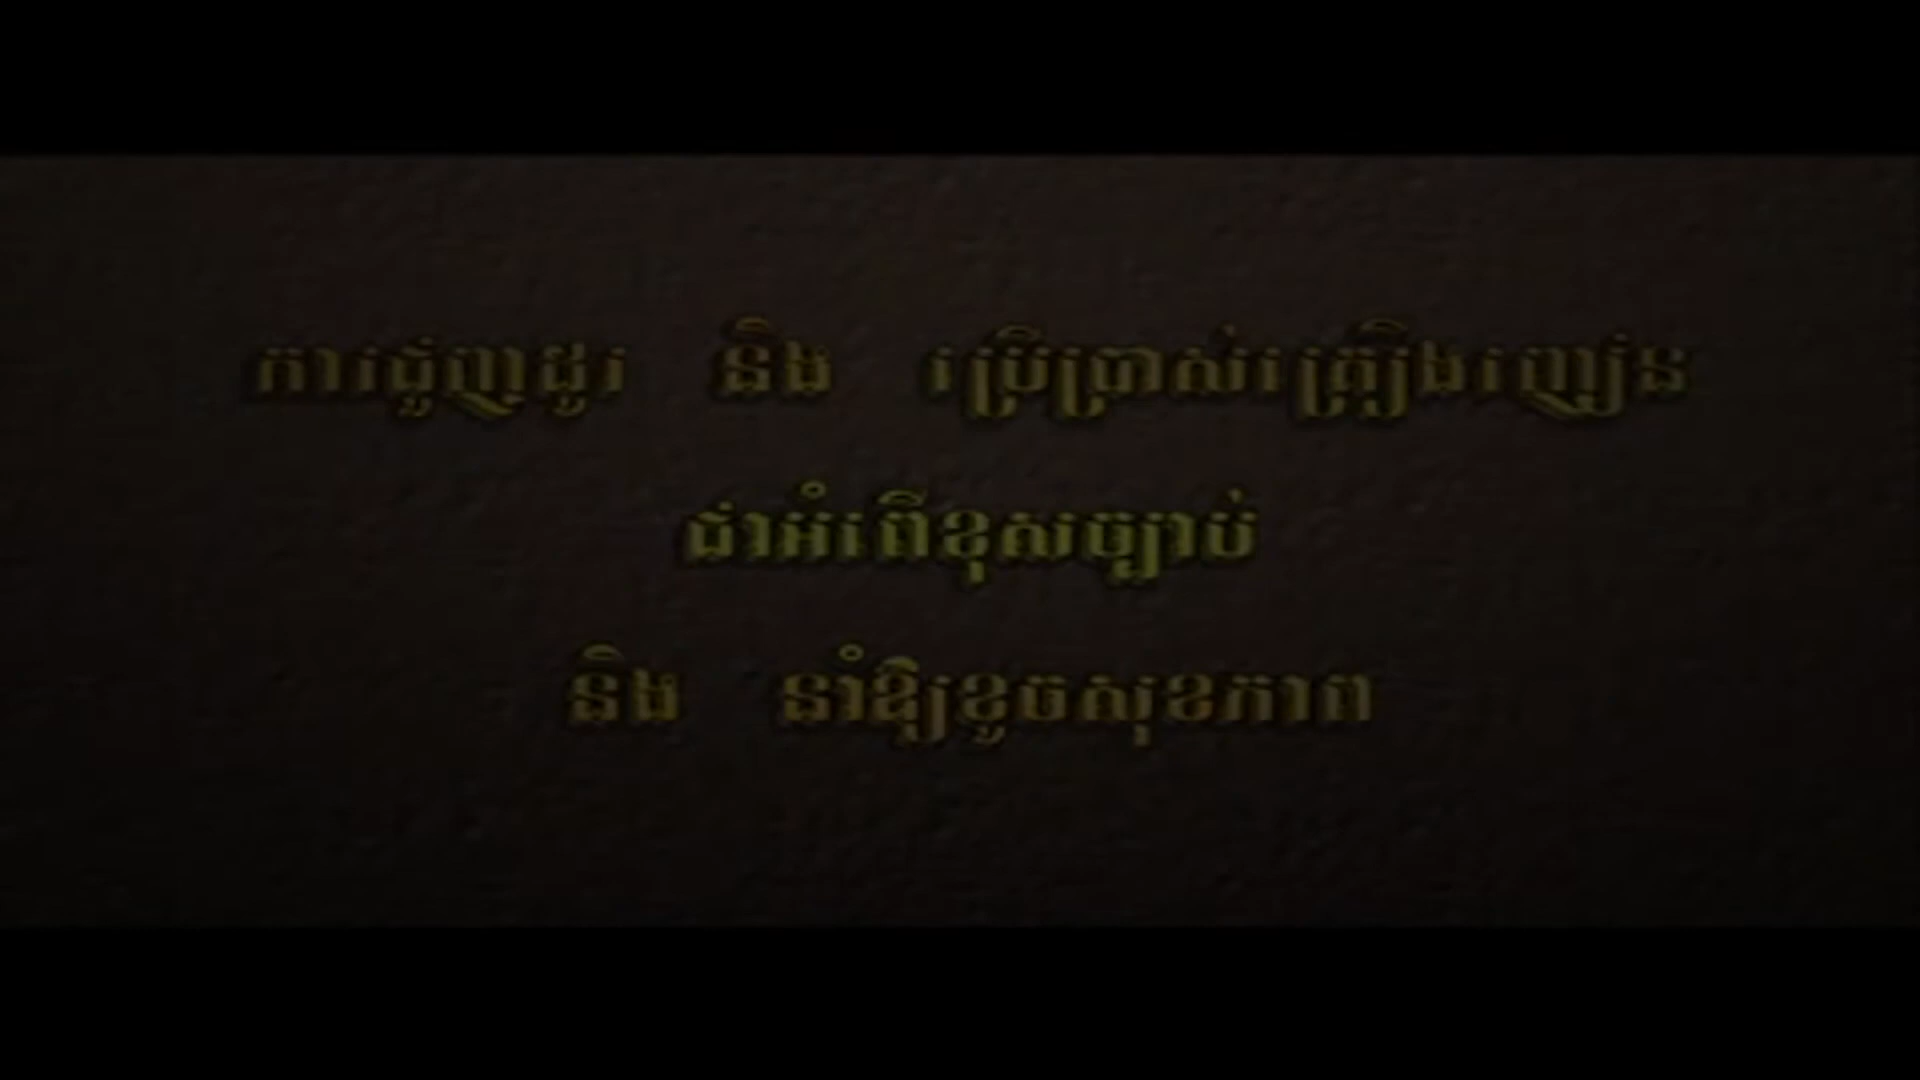 ការជួញដូរ និង ប្រើប្រាស់គ្រឿងញៀន
ជាអំពើខុសច្បាប់
និង នាំឱ្យខូចសុខភាព